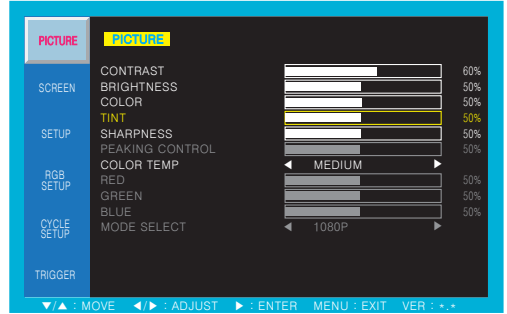 PICTURE
SCREEN
SETUP
RGB
SETUP
CYCLE
SETUP
TRIGGER
PICTURE
CONTRAST 60%
BRIGHTNESS 50%
COLOR 50%
TINT 50%
SHARPNESS 50%
PEAKING CONTROL 50%
COLOR TEMP ◀ MEDIUM ▶
RED 50%
GREEN 50%
BLUE 50%
MODE SELECT ◀ 1080P ▶
▼/▲ : MOVE ◀/▶ : ADJUST ▶ : ENTER MENU : EXIT VER : *.*